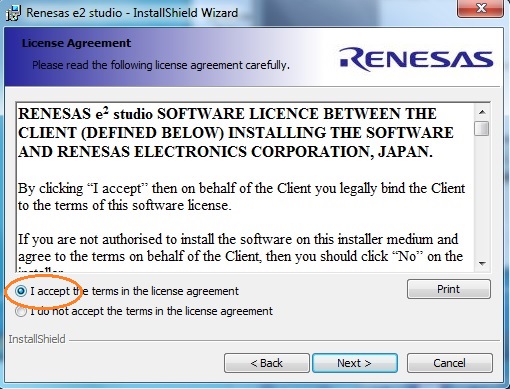 Renesas e2 studio - InstallShield Wizard
License Agreement
Please read the following license agreement carefully.
RENESAS
RENESAS e² studio SOFTWARE LICENCE BETWEEN THE
CLIENT (DEFINED BELOW) INSTALLING THE SOFTWARE
AND RENESAS ELECTRONICS CORPORATION, JAPAN.
By clicking “I accept” then on behalf of the Client you legally bind the Client
to the terms of this software license.
If you are not authorised to install the software on this installer medium and
agree to the terms on behalf of the Client, then you should click “No” on the
installer
I accept the terms in the license agreement
Print
I do not accept the terms in the license agreement
InstallShield
< Back
Next >
Cancel